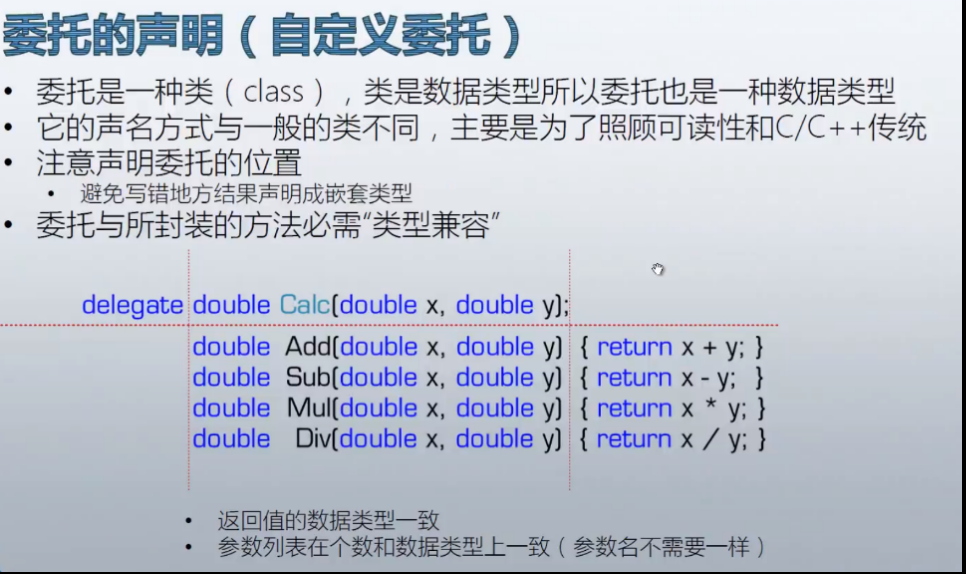 委托的声明（自定义委托）
• 委托是一种类（class），类是数据类型所以委托也是一种数据类型
• 它的声名方式与一般的类不同，主要是为了照顾可读性和C/C++传统
• 注意声明委托的位置
• 避免写错地方结果声明成嵌套类型
• 委托与所封装的方法必需“类型兼容”
delegate double Calc(double x, double y);
double Add(double x, double y) { return x + y; }
double Sub(double x, double y) { return x - y; }
double Mul(double x, double y) { return x * y; }
double Div(double x, double y) { return x / y; }
• 返回值的数据类型一致
• 参数列表在个数和数据类型上一致（参数名不需要一样）